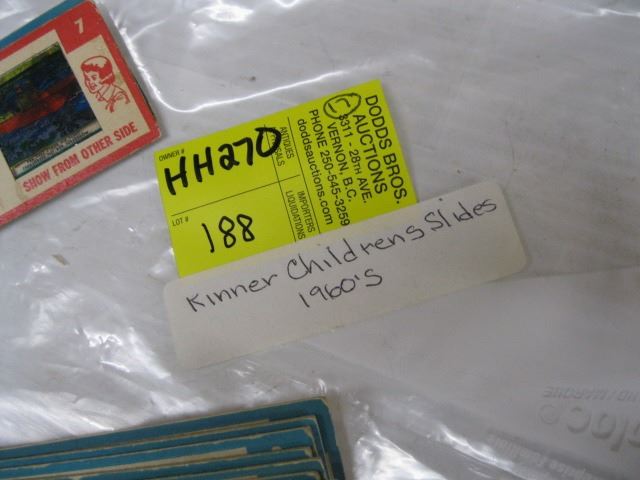 7
SHOW FROM OTHER SIDE
OWNER #
HH270
LOT #
188
ANTIQUES
IMPORTERS
LIQUIDATIONS
DODDS BROS.
AUCTIONS
5
3311 - 28TH AVE.
VERNON, B.C.
PHONE 250-545-3259
doddsauctions.com
Kinner Childrens Slides
1960's